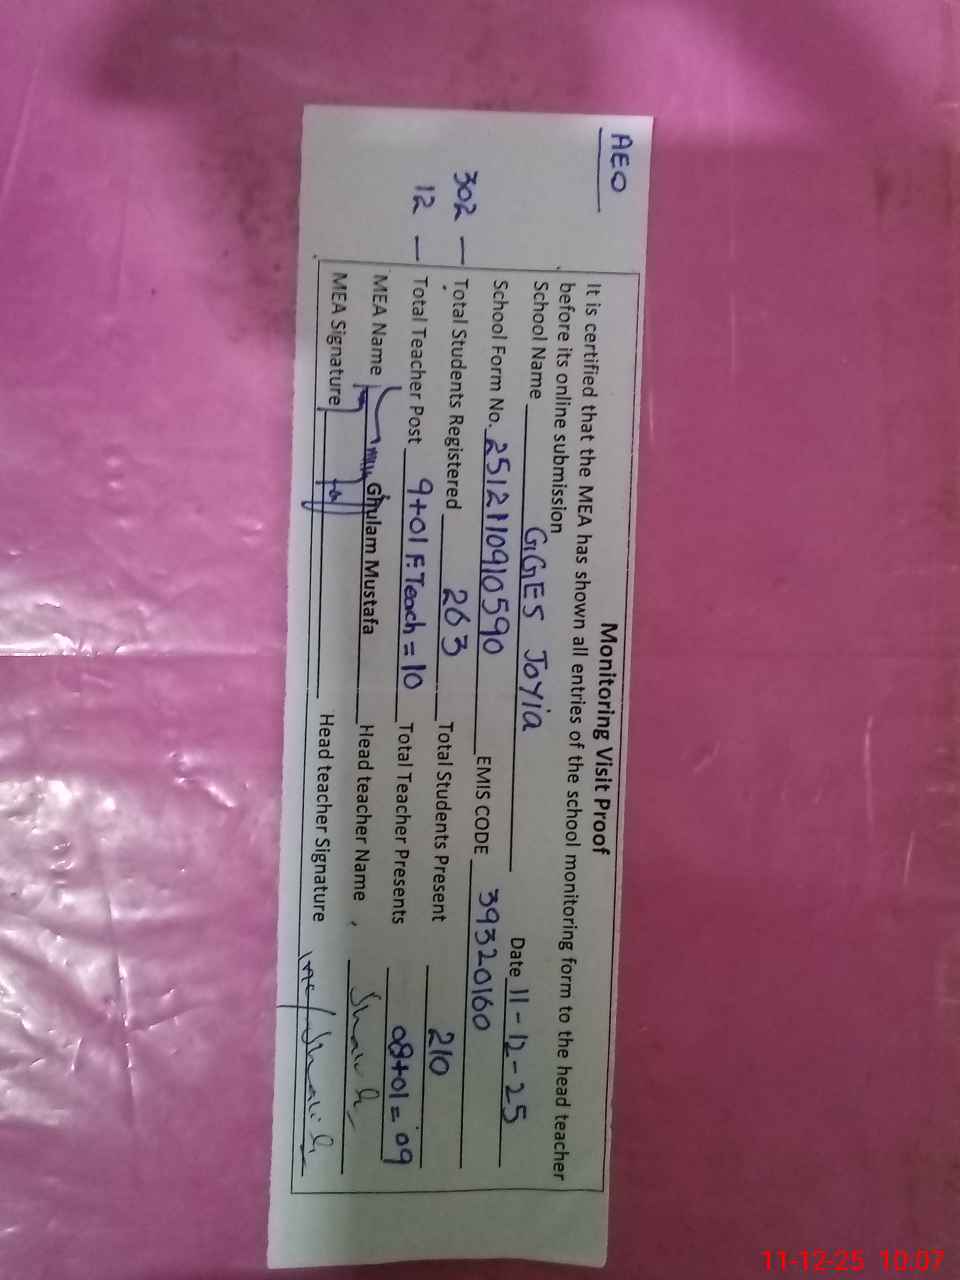 AEO
Monitoring Visit Proof
It is certified that the MEA has shown all entries of the school monitoring form to the head teacher
before its online submission
School Name GGES Joyia Date 11-12-25
School Form No. 2512110910590 EMIS CODE 39320160
302 — Total Students Registered 263 Total Students Present 210
12 — Total Teacher Post 9+01 F.Teach = 10 Total Teacher Presents 08+01 = 09
MEA Name Ghulam Mustafa Head teacher Name
MEA Signature Head teacher Signature
11-12-25 10:07